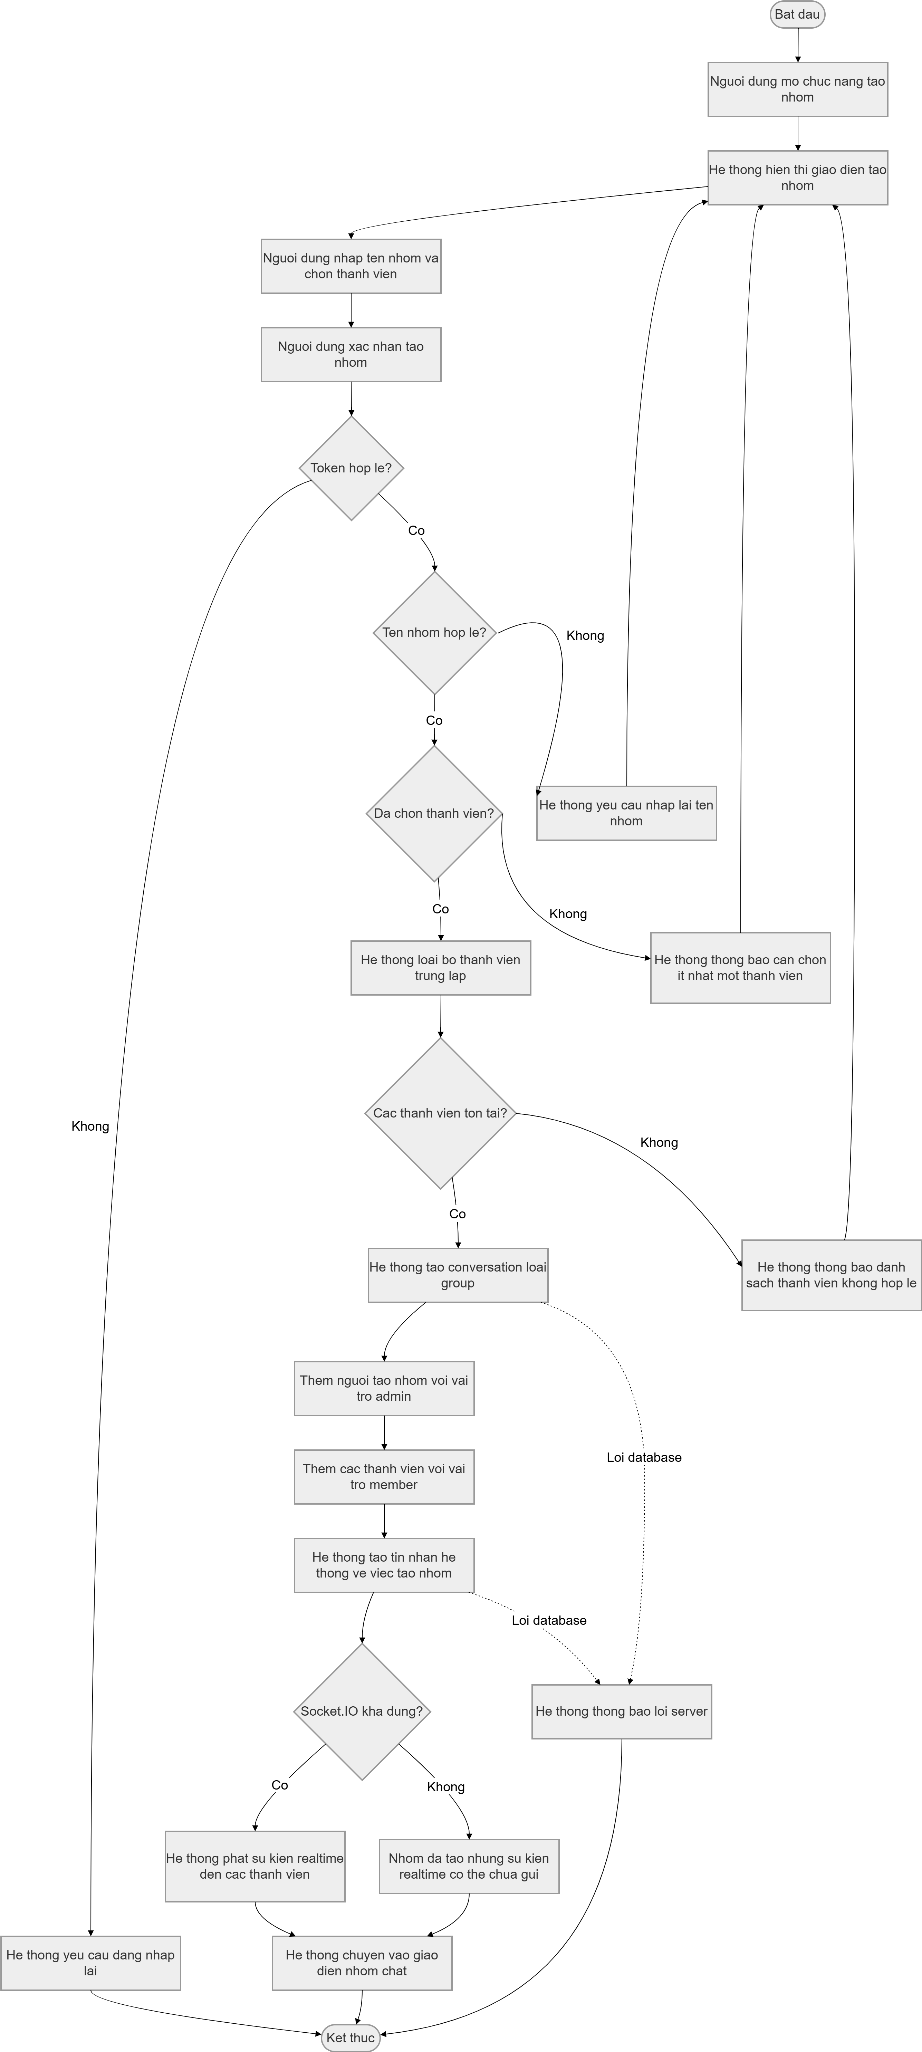 Bat dau
Nguoi dung mo chuc nang tao
nhom
He thong hien thi giao dien tao
nhom
Nguoi dung nhap ten nhom va
chon thanh vien
Nguoi dung xac nhan tao
nhom
Token hop le?
Co
Ten nhom hop le?
Khong
Co
He thong yeu cau nhap lai ten
nhom
Da chon thanh vien?
Co
Khong
He thong loai bo thanh vien
trung lap
He thong thong bao can chon
it nhat mot thanh vien
Cac thanh vien ton tai?
Khong
Khong
Co
He thong tao conversation loai
group
He thong thong bao danh
sach thanh vien khong hop le
Them nguoi tao nhom voi vai
tro admin
Loi database
Them cac thanh vien voi vai
tro member
He thong tao tin nhan he
thong ve viec tao nhom
Loi database
Socket.IO kha dung?
He thong thong bao loi server
Co
Khong
He thong phat su kien realtime
den cac thanh vien
Nhom da tao nhung su kien
realtime co the chua gui
He thong yeu cau dang nhap
lai
He thong chuyen vao giao
dien nhom chat
Ket thuc